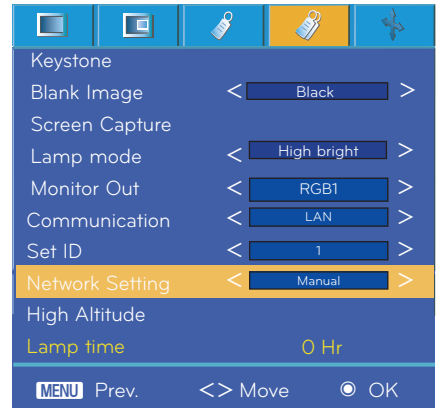 Keystone
Blank Image < Black >
Screen Capture
Lamp mode < High bright >
Monitor Out < RGB1 >
Communication < LAN >
Set ID < 1 >
Network Setting < Manual >
High Altitude
Lamp time 0 Hr
MENU Prev. <> Move ◉ OK